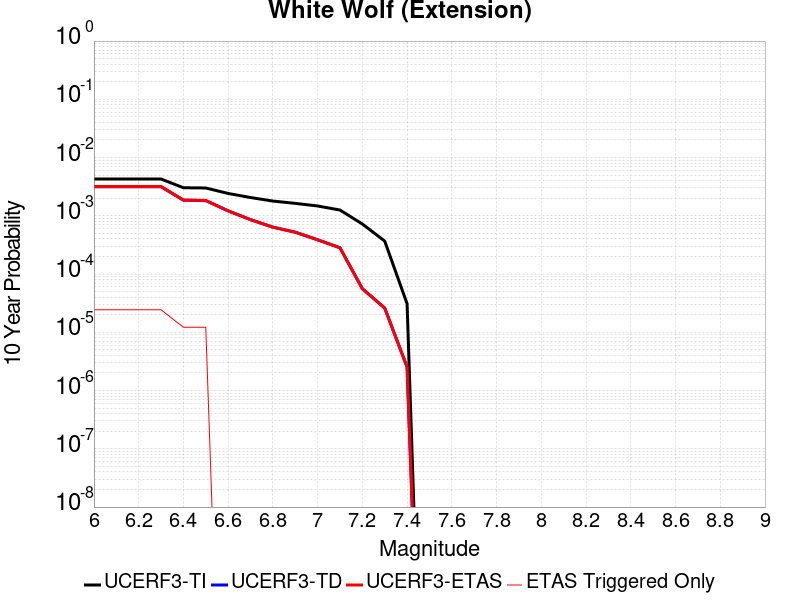 White Wolf (Extension)
10^0
10^-1
10^-2
10^-3
10^-4
10^-5
10^-6
10^-7
10^-8
10 Year Probability
6 6.2 6.4 6.6 6.8 7 7.2 7.4 7.6 7.8 8 8.2 8.4 8.6 8.8 9
Magnitude
UCERF3-TI UCERF3-TD UCERF3-ETAS ETAS Triggered Only